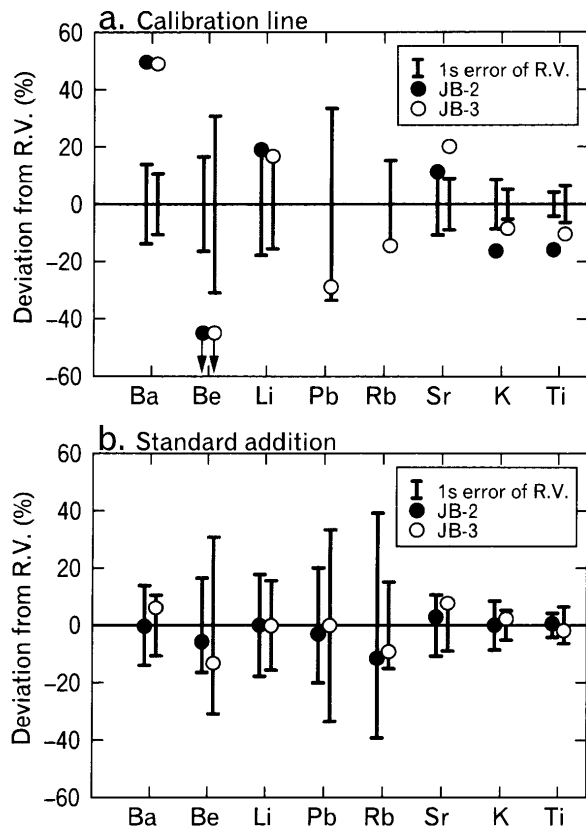 a. Calibration line
60
40
20
0
−20
−40
−60
Deviation from R.V. (%)
1s error of R.V.
JB-2
JB-3
Ba Be Li Pb Rb Sr K Ti
b. Standard addition
60
40
20
0
−20
−40
−60
Deviation from R.V. (%)
1s error of R.V.
JB-2
JB-3
Ba Be Li Pb Rb Sr K Ti